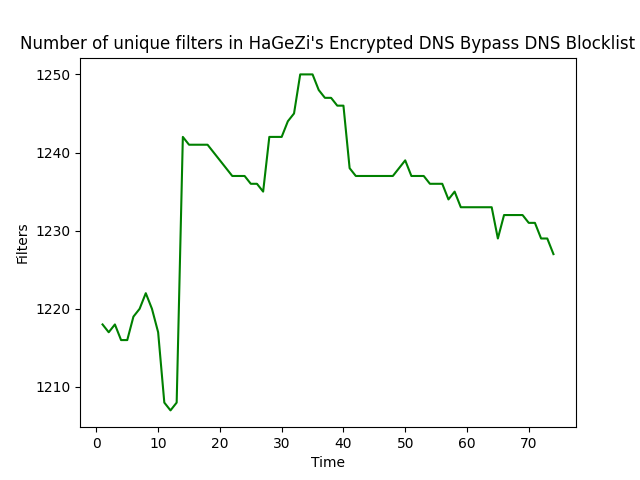 Number of unique filters in HaGeZi's Encrypted DNS Bypass DNS Blocklist
1250
1240
1230
1220
1210
Filters
0 10 20 30 40 50 60 70
Time